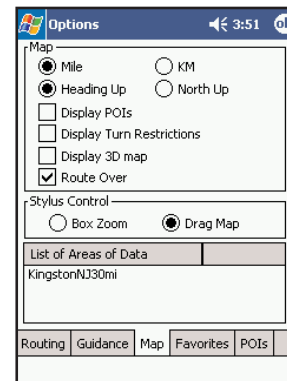 Options 3:51 ok
Map
Mile KM
Heading Up North Up
Display POIs
Display Turn Restrictions
Display 3D map
Route Over
Stylus Control
Box Zoom Drag Map
List of Areas of Data
KingstonNJ30mi
Routing Guidance Map Favorites POIs